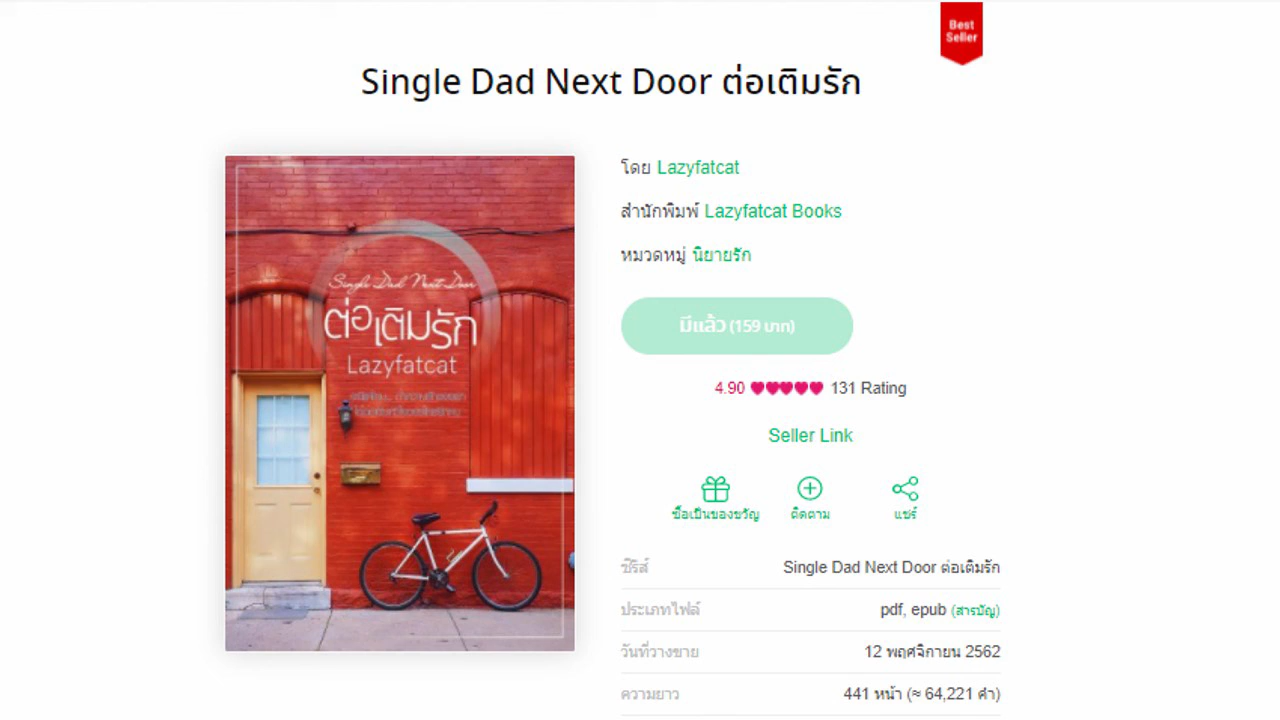 Best
Seller
Single Dad Next Door ต่อเติมรัก
Single Dad Next Door
ต่อเติมรัก
Lazyfatcat
โดย Lazyfatcat
สำนักพิมพ์ Lazyfatcat Books
หมวดหมู่ นิยายรัก
มีแล้ว (159 บาท)
4.90 131 Rating
Seller Link
ซื้อเป็นของขวัญ ติดตาม แชร์
ซีรีส์ Single Dad Next Door ต่อเติมรัก
ประเภทไฟล์ pdf, epub (สารบัญ)
วันที่วางขาย 12 พฤศจิกายน 2562
ความยาว 441 หน้า (≈ 64,221 คำ)